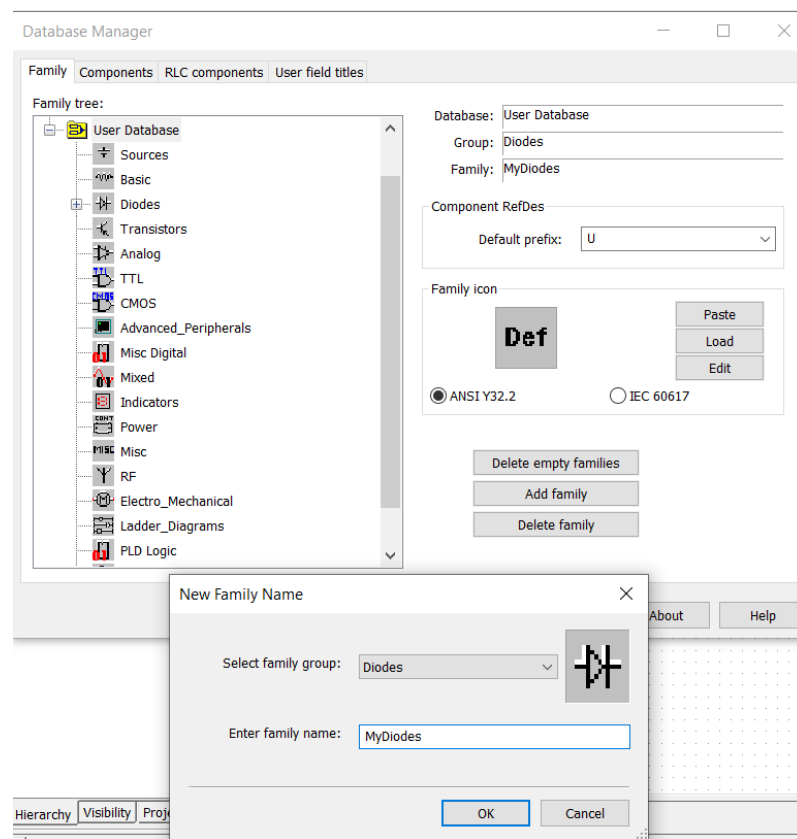 Database Manager
Family Components RLC components User field titles
Family tree:
User Database
Sources
Basic
Diodes
Transistors
Analog
TTL
CMOS
Advanced_Peripherals
Misc Digital
Mixed
Indicators
Power
Misc
RF
Electro_Mechanical
Ladder_Diagrams
PLD Logic
Database: User Database
Group: Diodes
Family: MyDiodes
Component RefDes
Default prefix: U
Family icon
Def
Paste
Load
Edit
ANSI Y32.2 IEC 60617
Delete empty families
Add family
Delete family
About Help
New Family Name
Select family group: Diodes
Enter family name: MyDiodes
OK Cancel
Hierarchy Visibility Proje